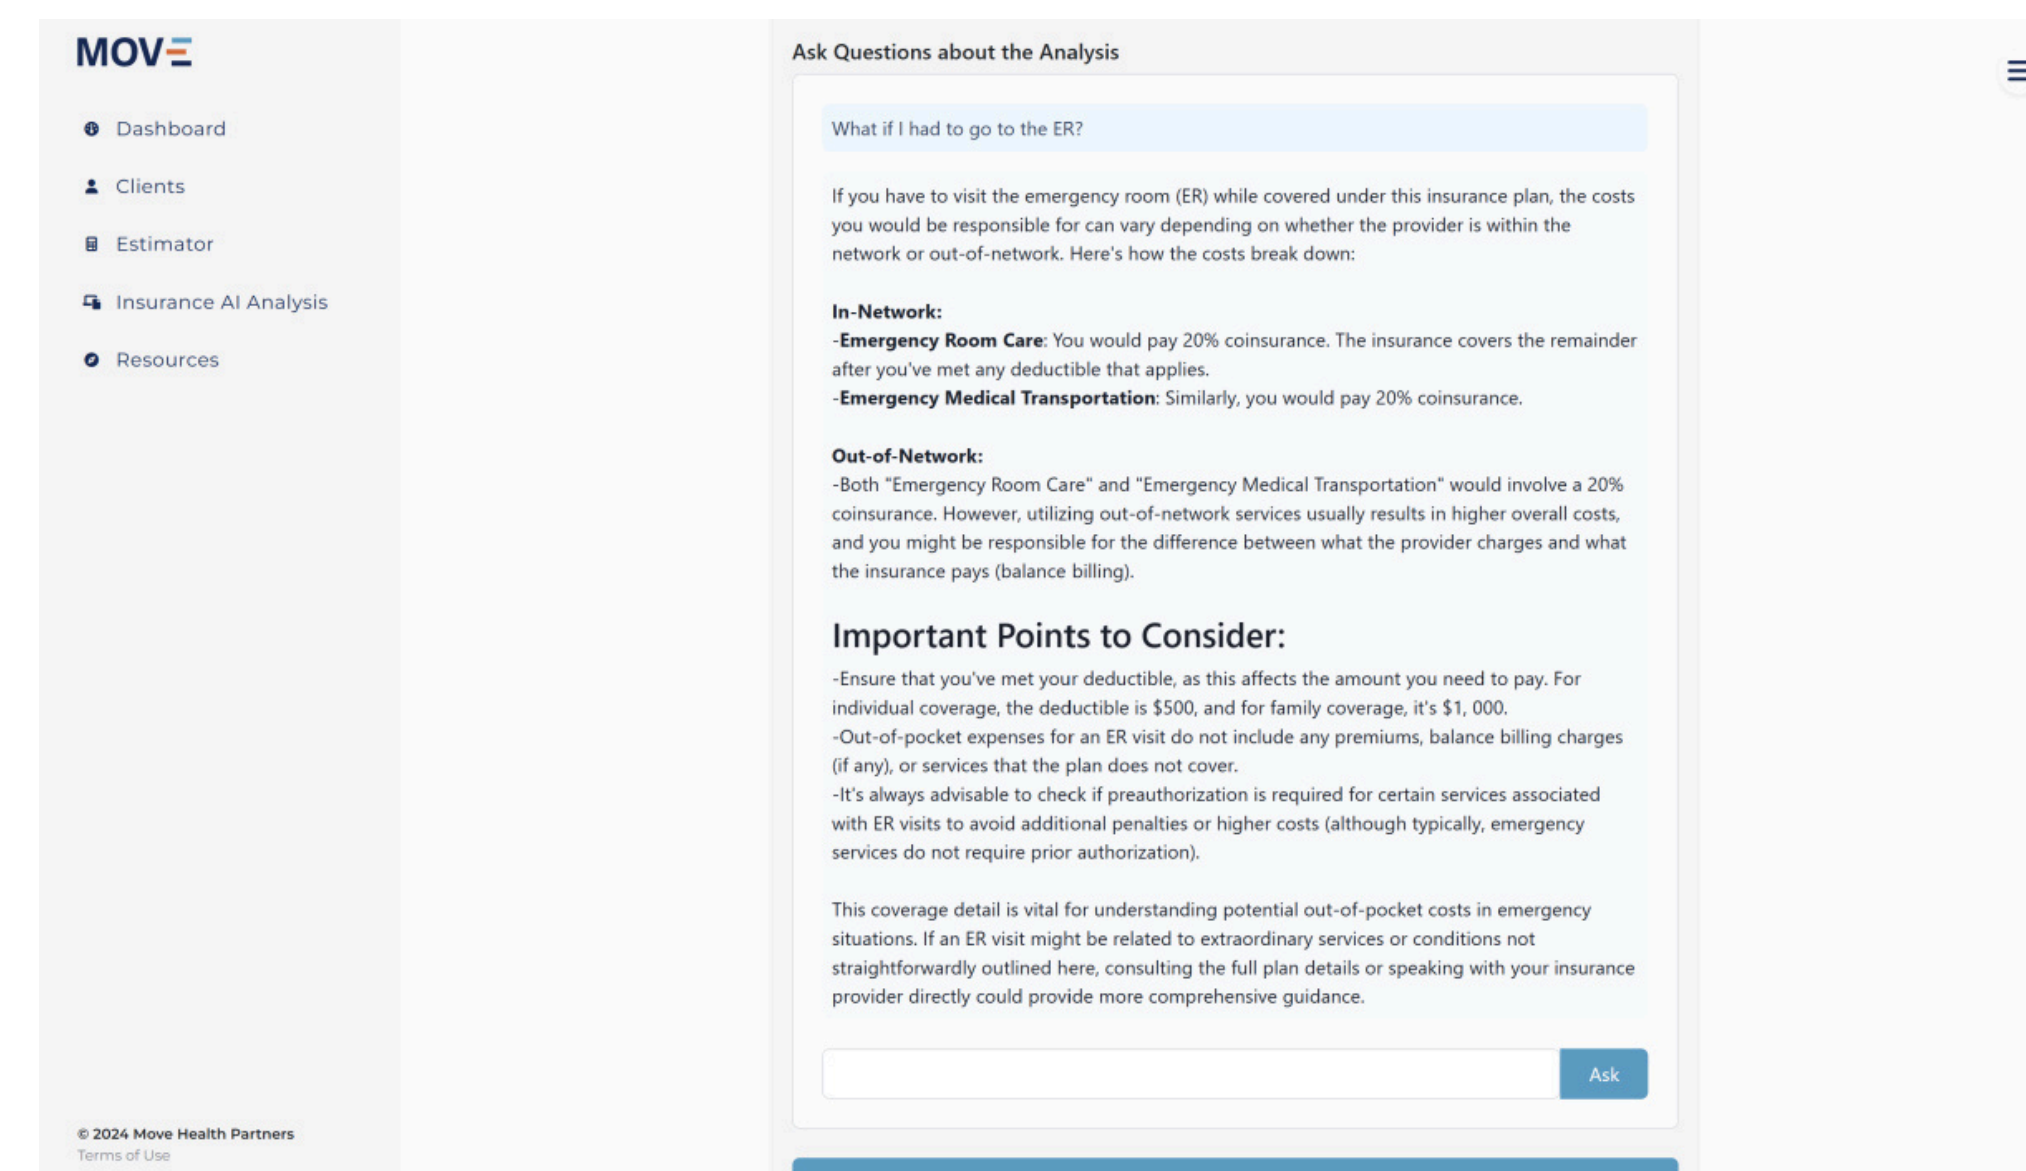 MOVE
Dashboard
Clients
Estimator
Insurance AI Analysis
Resources
© 2024 Move Health Partners
Terms of Use
Ask Questions about the Analysis
What if I had to go to the ER?
If you have to visit the emergency room (ER) while covered under this insurance plan, the costs
you would be responsible for can vary depending on whether the provider is within the
network or out-of-network. Here's how the costs break down:
In-Network:
-Emergency Room Care: You would pay 20% coinsurance. The insurance covers the remainder
after you've met any deductible that applies.
-Emergency Medical Transportation: Similarly, you would pay 20% coinsurance.
Out-of-Network:
-Both "Emergency Room Care" and "Emergency Medical Transportation" would involve a 20%
coinsurance. However, utilizing out-of-network services usually results in higher overall costs,
and you might be responsible for the difference between what the provider charges and what
the insurance pays (balance billing).
Important Points to Consider:
-Ensure that you've met your deductible, as this affects the amount you need to pay. For
individual coverage, the deductible is $500, and for family coverage, it's $1, 000.
-Out-of-pocket expenses for an ER visit do not include any premiums, balance billing charges
(if any), or services that the plan does not cover.
-It's always advisable to check if preauthorization is required for certain services associated
with ER visits to avoid additional penalties or higher costs (although typically, emergency
services do not require prior authorization).
This coverage detail is vital for understanding potential out-of-pocket costs in emergency
situations. If an ER visit might be related to extraordinary services or conditions not
straightforwardly outlined here, consulting the full plan details or speaking with your insurance
provider directly could provide more comprehensive guidance.
Ask